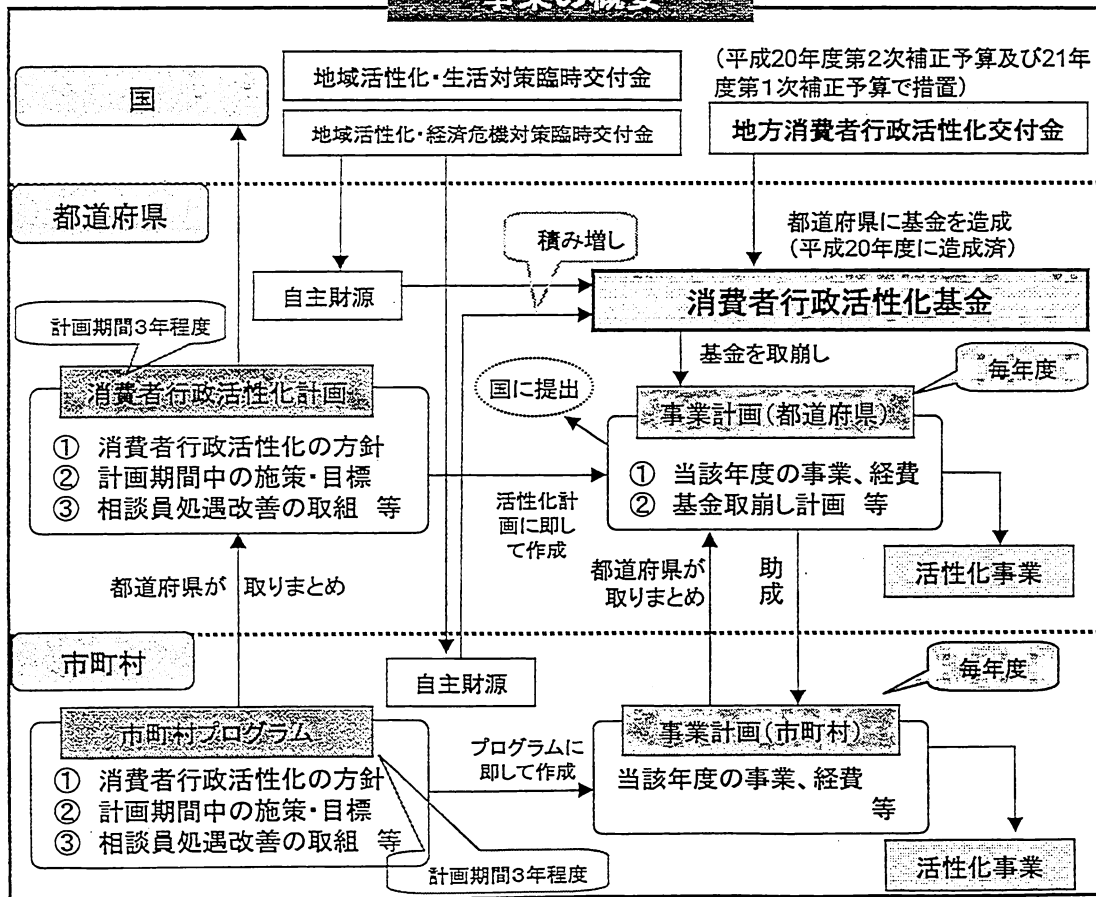 事業の概要
国
地域活性化・生活対策臨時交付金
地域活性化・経済危機対策臨時交付金
(平成20年度第2次補正予算及び21年
度第1次補正予算で措置)
地方消費者行政活性化交付金
都道府県
積み増し
都道府県に基金を造成
(平成20年度に造成済)
自主財源
消費者行政活性化基金
計画期間3年程度
基金を取崩し
毎年度
消費者行政活性化計画
① 消費者行政活性化の方針
② 計画期間中の施策・目標
③ 相談員処遇改善の取組 等
国に提出
事業計画(都道府県)
① 当該年度の事業、経費
② 基金取崩し計画 等
活性化計
画に即し
て作成
都道府県が 取りまとめ
都道府県が
取りまとめ
助成
活性化事業
市町村
自主財源
毎年度
市町村プログラム
① 消費者行政活性化の方針
② 計画期間中の施策・目標
③ 相談員処遇改善の取組 等
計画期間3年程度
プログラムに
即して作成
事業計画(市町村)
当該年度の事業、経費
等
活性化事業